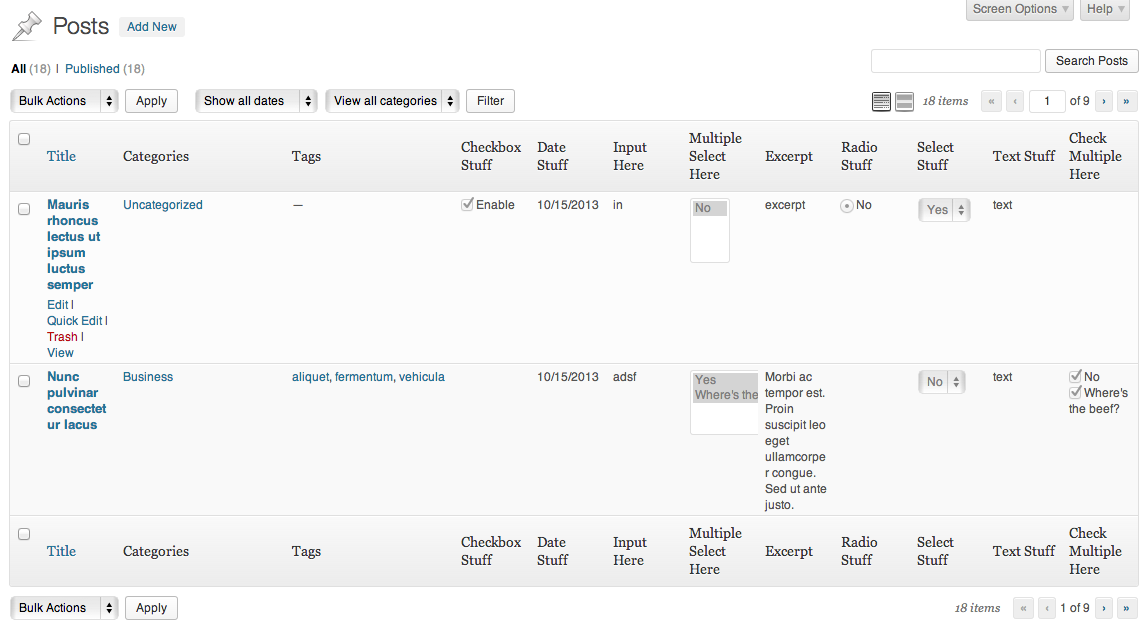 Screen Options ▾ Help ▾
Posts Add New
All (18) | Published (18)
Search Posts
Bulk Actions Apply Show all dates View all categories Filter 18 items « ‹ 1 of 9 › »
Title Categories Tags Checkbox Stuff Date Stuff Input Here Multiple Select Here Excerpt Radio Stuff Select Stuff Text Stuff Check Multiple Here
Mauris Uncategorized — Enable 10/15/2013 in No excerpt No Yes text
rhoncus
lectus ut
ipsum
luctus
semper
Edit |
Quick Edit |
Trash |
View
Nunc Business aliquet, fermentum, vehicula 10/15/2013 adsf Yes Morbi ac No text No
pulvinar Where's the tempor est. Where's
consectet Proin the beef?
ur lacus suscipit leo
eget
ullamcorpe
r congue.
Sed ut ante
justo.
Title Categories Tags Checkbox Stuff Date Stuff Input Here Multiple Select Here Excerpt Radio Stuff Select Stuff Text Stuff Check Multiple Here
Bulk Actions Apply 18 items « ‹ 1 of 9 › »